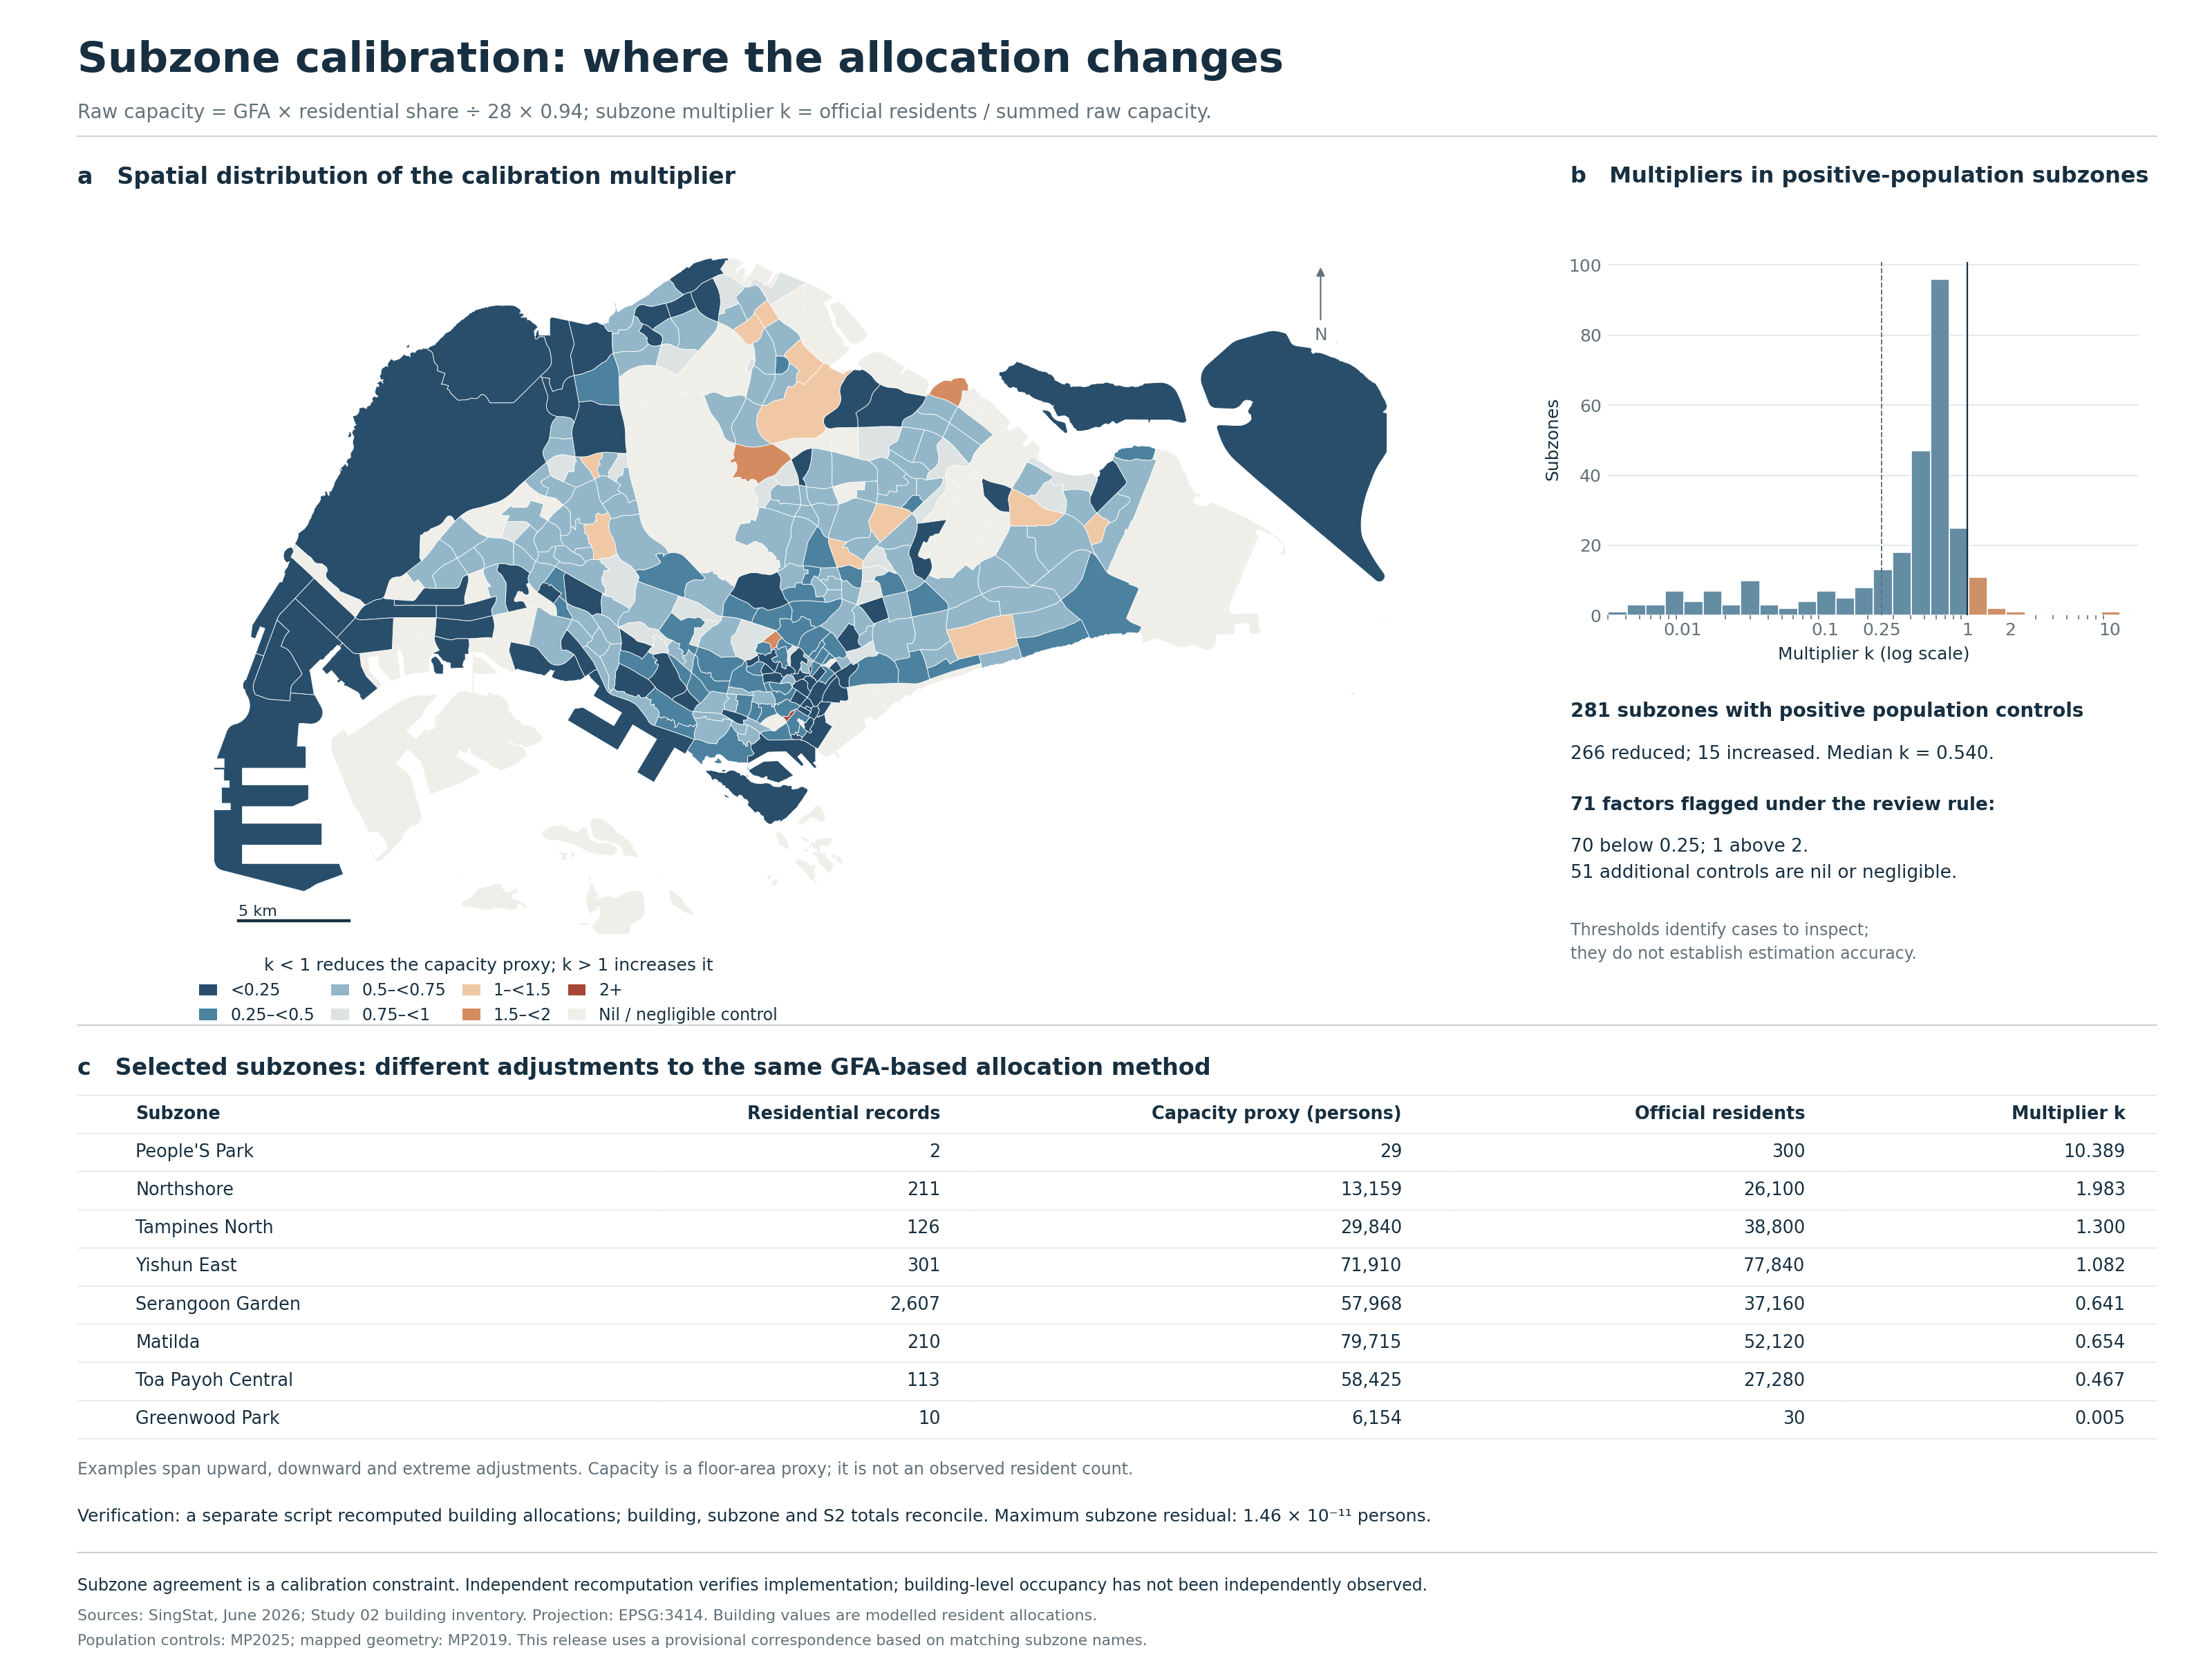 Subzone calibration: where the allocation changes
Raw capacity = GFA × residential share ÷ 28 × 0.94; subzone multiplier k = official residents / summed raw capacity.
a Spatial distribution of the calibration multiplier
N
5 km
k < 1 reduces the capacity proxy; k > 1 increases it
<0.25 0.5–<0.75 1–<1.5 2+
0.25–<0.5 0.75–<1 1.5–<2 Nil / negligible control
b Multipliers in positive-population subzones
100
80
60
40
20
0
Subzones
0.01 0.1 0.25 1 2 10
Multiplier k (log scale)
281 subzones with positive population controls
266 reduced; 15 increased. Median k = 0.540.
71 factors flagged under the review rule:
70 below 0.25; 1 above 2.
51 additional controls are nil or negligible.
Thresholds identify cases to inspect;
they do not establish estimation accuracy.
c Selected subzones: different adjustments to the same GFA-based allocation method
Subzone Residential records Capacity proxy (persons) Official residents Multiplier k
People'S Park 2 29 300 10.389
Northshore 211 13,159 26,100 1.983
Tampines North 126 29,840 38,800 1.300
Yishun East 301 71,910 77,840 1.082
Serangoon Garden 2,607 57,968 37,160 0.641
Matilda 210 79,715 52,120 0.654
Toa Payoh Central 113 58,425 27,280 0.467
Greenwood Park 10 6,154 30 0.005
Examples span upward, downward and extreme adjustments. Capacity is a floor-area proxy; it is not an observed resident count.
Verification: a separate script recomputed building allocations; building, subzone and S2 totals reconcile. Maximum subzone residual: 1.46 × 10⁻¹¹ persons.
Subzone agreement is a calibration constraint. Independent recomputation verifies implementation; building-level occupancy has not been independently observed.
Sources: SingStat, June 2026; Study 02 building inventory. Projection: EPSG:3414. Building values are modelled resident allocations.
Population controls: MP2025; mapped geometry: MP2019. This release uses a provisional correspondence based on matching subzone names.